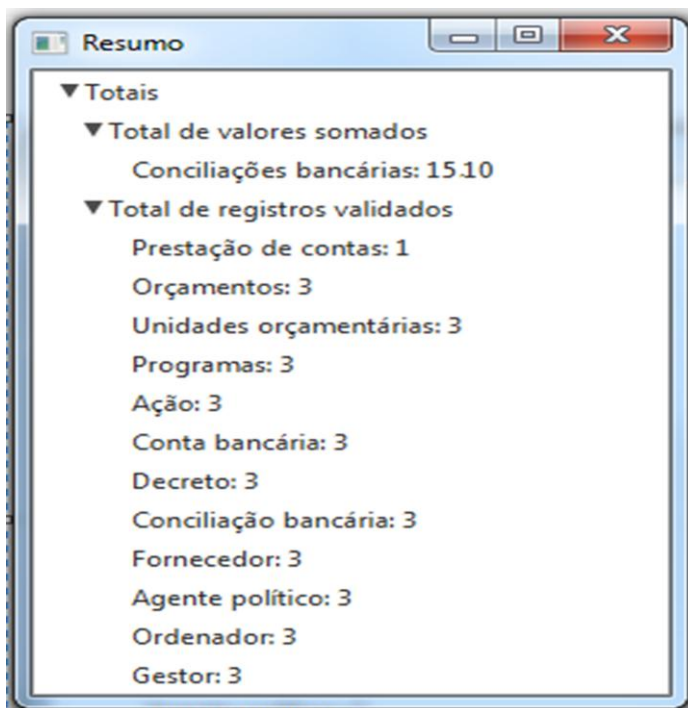 Resumo
Totais
Total de valores somados
Conciliações bancárias: 15.10
Total de registros validados
Prestação de contas: 1
Orçamentos: 3
Unidades orçamentárias: 3
Programas: 3
Ação: 3
Conta bancária: 3
Decreto: 3
Conciliação bancária: 3
Fornecedor: 3
Agente político: 3
Ordenador: 3
Gestor: 3